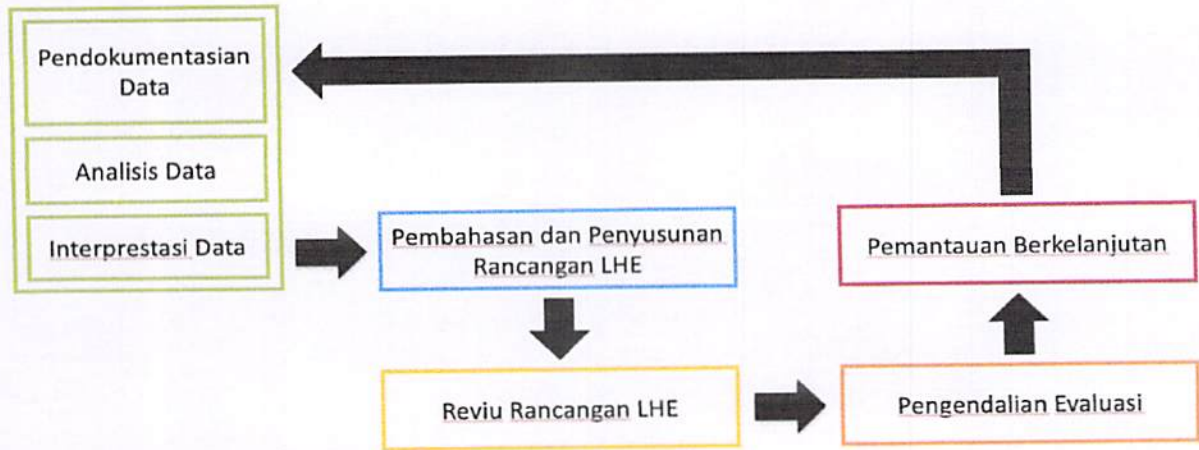 Pendokumentasian
Data
Analisis Data
Interprestasi Data
Pembahasan dan Penyusunan
Rancangan LHE
Reviu Rancangan LHE
Pengendalian Evaluasi
Pemantauan Berkelanjutan